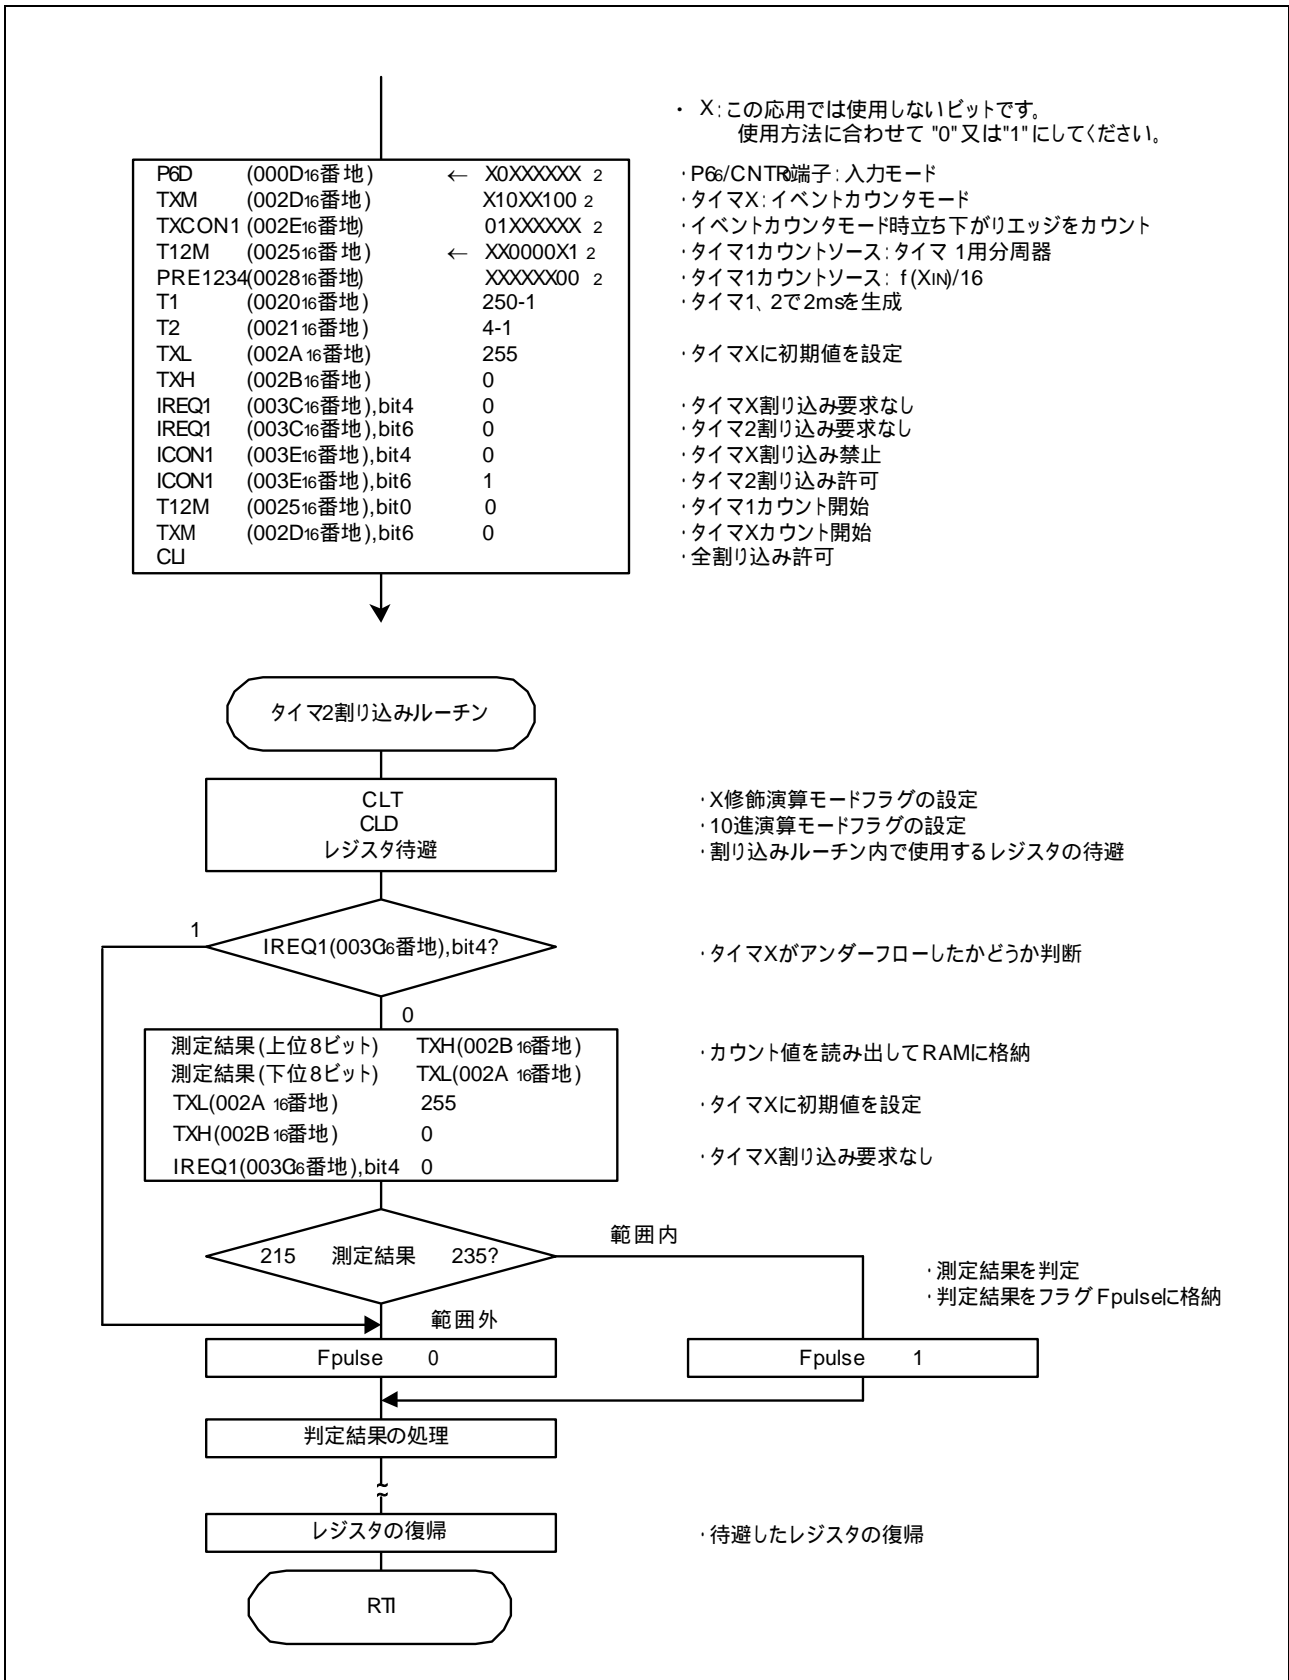 ・ X:この応用では使用しないビットです。
使用方法に合わせて "0"又は"1"にしてください。
P6D (000D16番地) ← X0XXXXXX 2 ・P66/CNTR0端子:入力モード
TXM (002D16番地) X10XX100 2 ・タイマX:イベントカウンタモード
TXCON1 (002E16番地) 01XXXXXX 2 ・イベントカウンタモード時立ち下がりエッジをカウント
T12M (002516番地) ← XX0000X1 2 ・タイマ1カウントソース:タイマ 1用分周器
PRE1234(002816番地) XXXXXX00 2 ・タイマ1カウントソース: f(XIN)/16
T1 (002016番地) 250-1 ・タイマ1、2で2msを生成
T2 (002116番地) 4-1
TXL (002A16番地) 255 ・タイマXに初期値を設定
TXH (002B16番地) 0
IREQ1 (003C16番地),bit4 0 ・タイマX割り込み要求なし
IREQ1 (003C16番地),bit6 0 ・タイマ2割り込み要求なし
ICON1 (003E16番地),bit4 0 ・タイマX割り込み禁止
ICON1 (003E16番地),bit6 1 ・タイマ2割り込み許可
T12M (002516番地),bit0 0 ・タイマ1カウント開始
TXM (002D16番地),bit6 0 ・タイマXカウント開始
CLI ・全割り込み許可
タイマ2割り込みルーチン
CLT ・X修飾演算モードフラグの設定
CLD ・10進演算モードフラグの設定
レジスタ待避 ・割り込みルーチン内で使用するレジスタの待避
1
IREQ1(003C16番地),bit4? ・タイマXがアンダーフローしたかどうか判断
0
測定結果(上位8ビット) TXH(002B16番地) ・カウント値を読み出してRAMに格納
測定結果(下位8ビット) TXL(002A 16番地)
TXL(002A 16番地) 255 ・タイマXに初期値を設定
TXH(002B16番地) 0
IREQ1(003C16番地),bit4 0 ・タイマX割り込み要求なし
範囲内
215 測定結果 235?
・測定結果を判定
・判定結果をフラグFpulseに格納
範囲外
Fpulse 0 Fpulse 1
判定結果の処理
レジスタの復帰 ・待避したレジスタの復帰
RTI